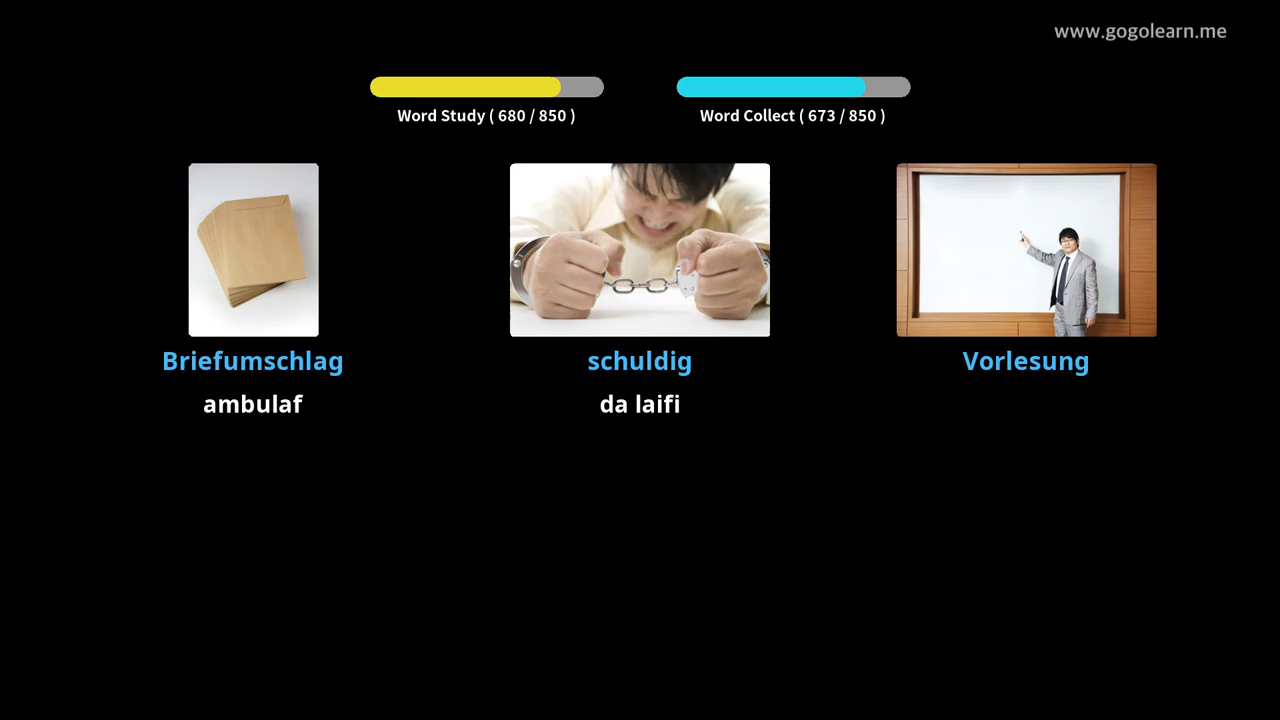 www.gogolearn.me
Word Study ( 680 / 850 )
Word Collect ( 673 / 850 )
Briefumschlag
schuldig
Vorlesung
ambulaf
da laifi